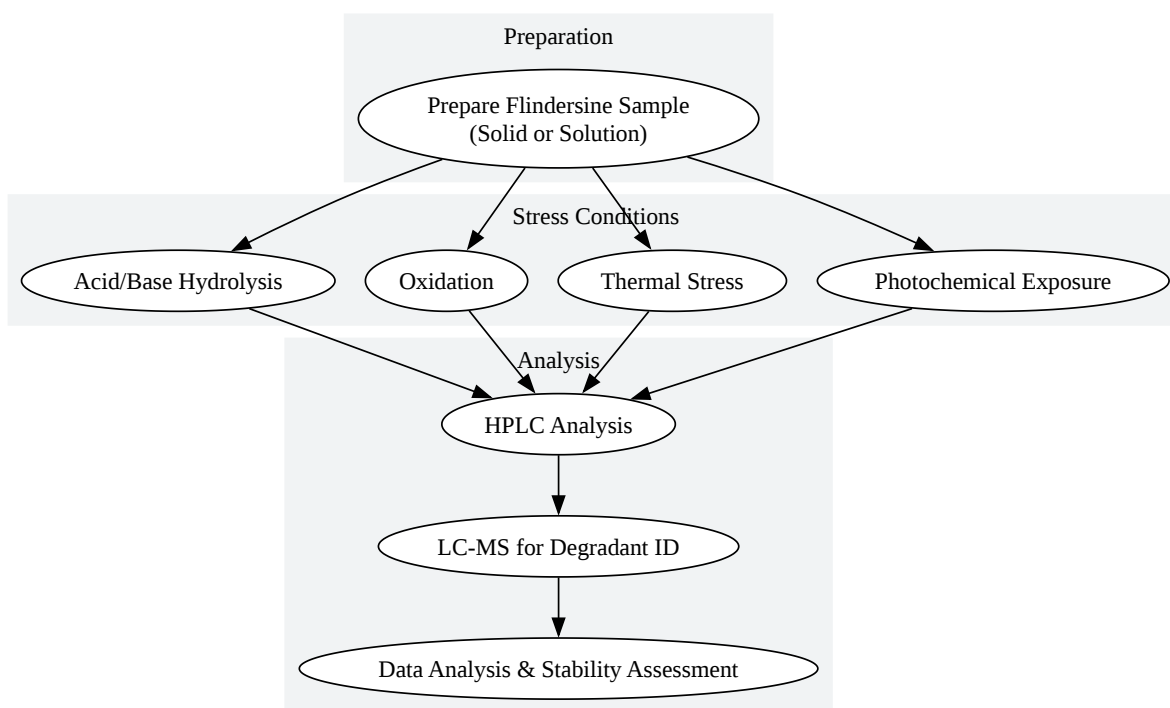 Preparation
Prepare Flindersine Sample
(Solid or Solution)
Stress Conditions
Acid/Base Hydrolysis
Oxidation
Thermal Stress
Photochemical Exposure
Analysis
HPLC Analysis
LC-MS for Degradant ID
Data Analysis & Stability Assessment